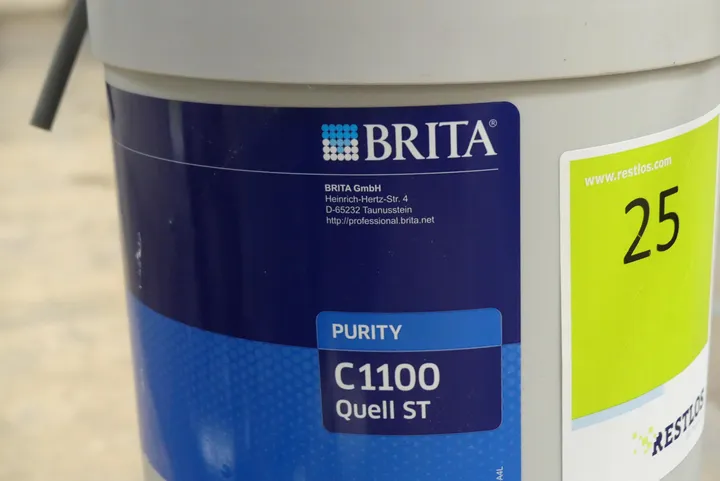 BRITA®
BRITA GmbH
Heinrich-Hertz-Str. 4
D-65232 Taunusstein
http://professional.brita.net
PURITY
C1100
Quell ST
www.restlos.com
25
RESTLOS